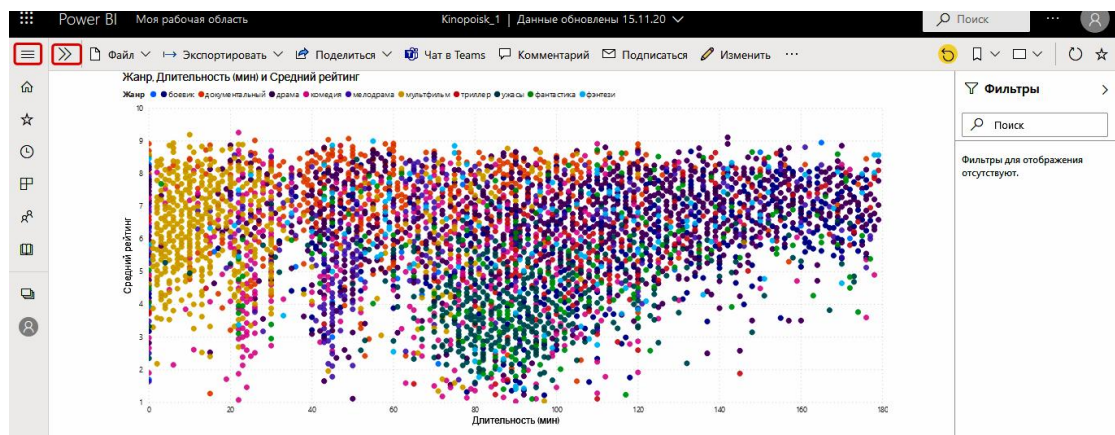 Power BI Моя рабочая область Kinopoisk_1 | Данные обновлены 15.11.20 Поиск ...
Файл Экспортировать Поделиться Чат в Teams Комментарий Подписаться Изменить ...
Жанр, Длительность (мин) и Средний рейтинг
Жанр боевик документальный драма комедия мелодрама мультфильм триллер ужасы фантастика фэнтези
Фильтры
Поиск
Фильтры для отображения
отсутствуют.
Средний рейтинг
10
9
8
7
6
5
4
3
2
1
0 20 40 60 80 100 120 140 160 180
Длительность (мин)